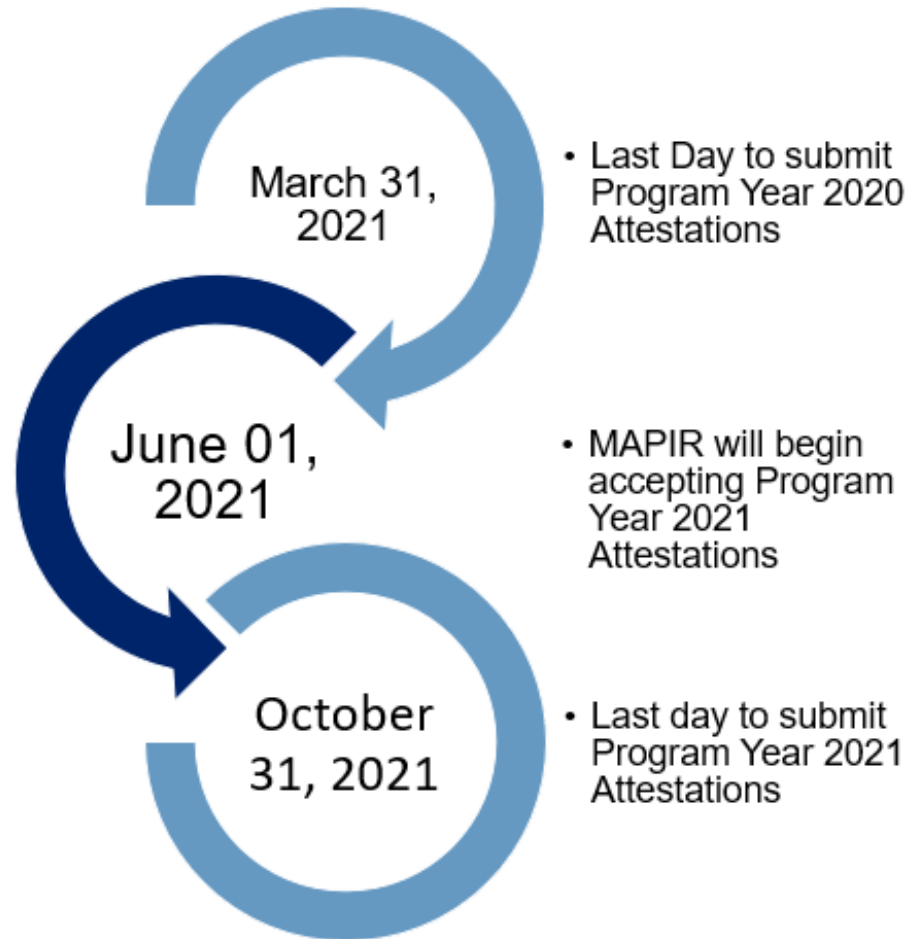 March 31,
2021
• Last Day to submit
Program Year 2020
Attestations
June 01,
2021
• MAPIR will begin
accepting Program
Year 2021
Attestations
October
31, 2021
• Last day to submit
Program Year 2021
Attestations